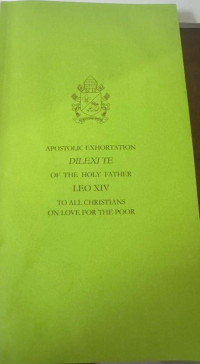 APOSTOLIC EXHORTATION
DILEXI TE
OF THE HOLY FATHER
LEO XIV
TO ALL CHRISTIANS
ON LOVE FOR THE POOR